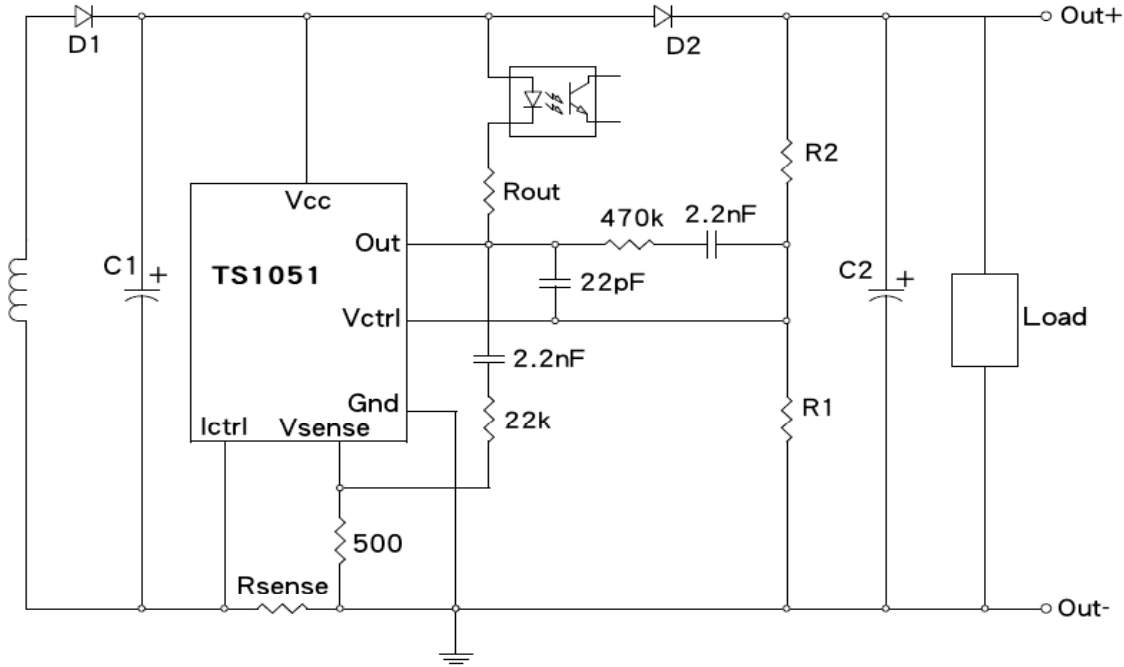 Out+
D1
D2
R2
Vcc
Rout
470k
2.2nF
Out
C1
+
TS1051
22pF
C2
+
Vctrl
Load
2.2nF
Gnd
R1
Ictrl
Vsense
22k
500
Rsense
Out-